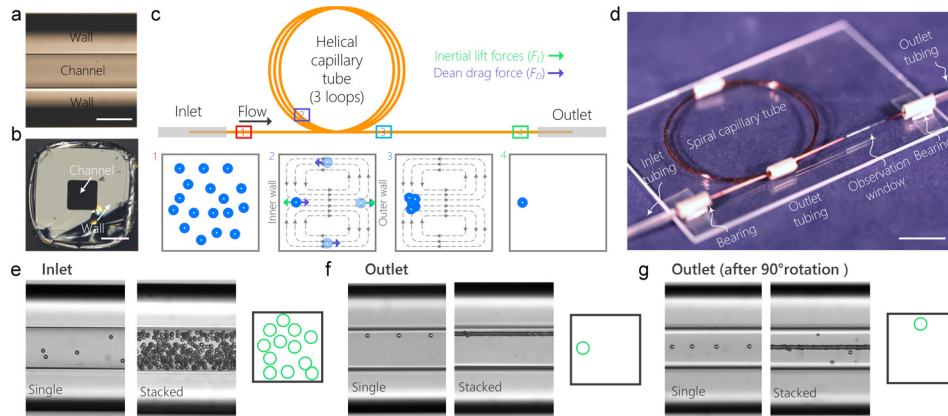 a
Wall
Channel
Wall
b
Channel
Wall
c
Helical
capillary
tube
(3 loops)
Inertial lift forces (F_L)
Dean drag force (F_D)
Inlet
Flow
Outlet
1
2
3
4
1
2
3
4
Inner wall
Outer wall
d
Outlet
tubing
Spiral capillary tube
Inlet
tubing
Bearing
Outlet
tubing
Observation
window
Bearing
e
Inlet
Single
Stacked
f
Outlet
Single
Stacked
g
Outlet (after 90°rotation )
Single
Stacked